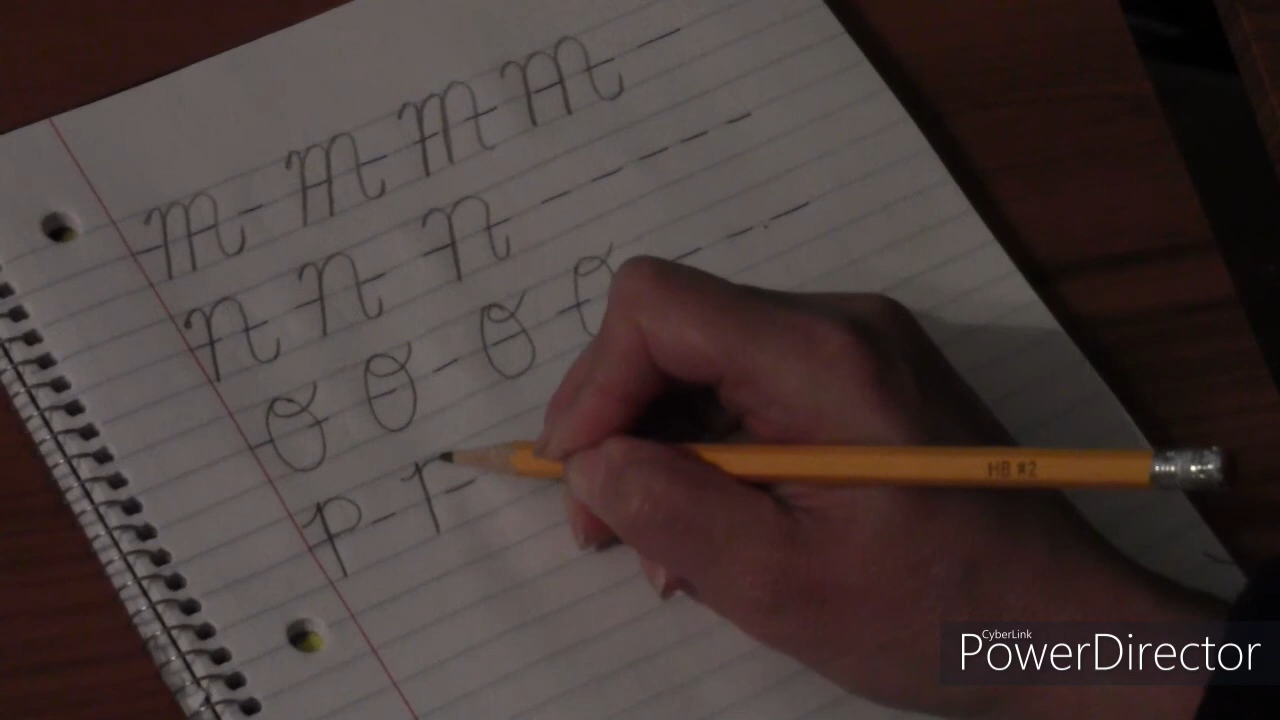 M - M M M -
N N N - - - - -
O O - O O - - - -
P - P
HB #2
CyberLink
PowerDirector